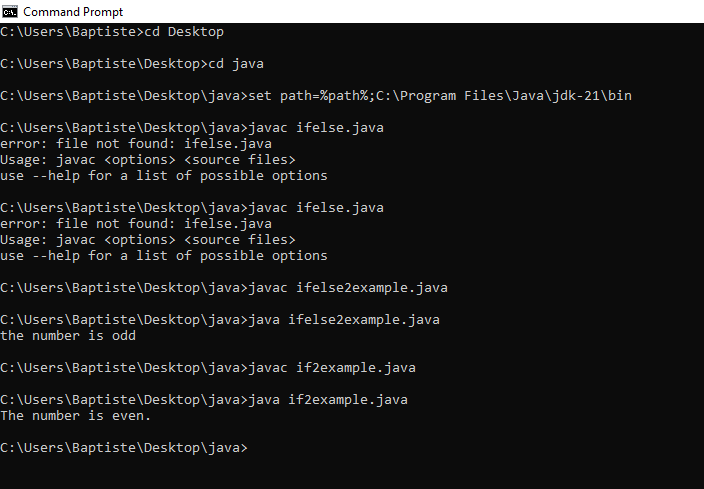 Command Prompt
C:\Users\Baptiste>cd Desktop
C:\Users\Baptiste\Desktop>cd java
C:\Users\Baptiste\Desktop\java>set path=%path%;C:\Program Files\Java\jdk-21\bin
C:\Users\Baptiste\Desktop\java>javac ifelse.java
error: file not found: ifelse.java
Usage: javac <options> <source files>
use --help for a list of possible options
C:\Users\Baptiste\Desktop\java>javac ifelse.java
error: file not found: ifelse.java
Usage: javac <options> <source files>
use --help for a list of possible options
C:\Users\Baptiste\Desktop\java>javac ifelse2example.java
C:\Users\Baptiste\Desktop\java>java ifelse2example.java
the number is odd
C:\Users\Baptiste\Desktop\java>javac if2example.java
C:\Users\Baptiste\Desktop\java>java if2example.java
The number is even.
C:\Users\Baptiste\Desktop\java>